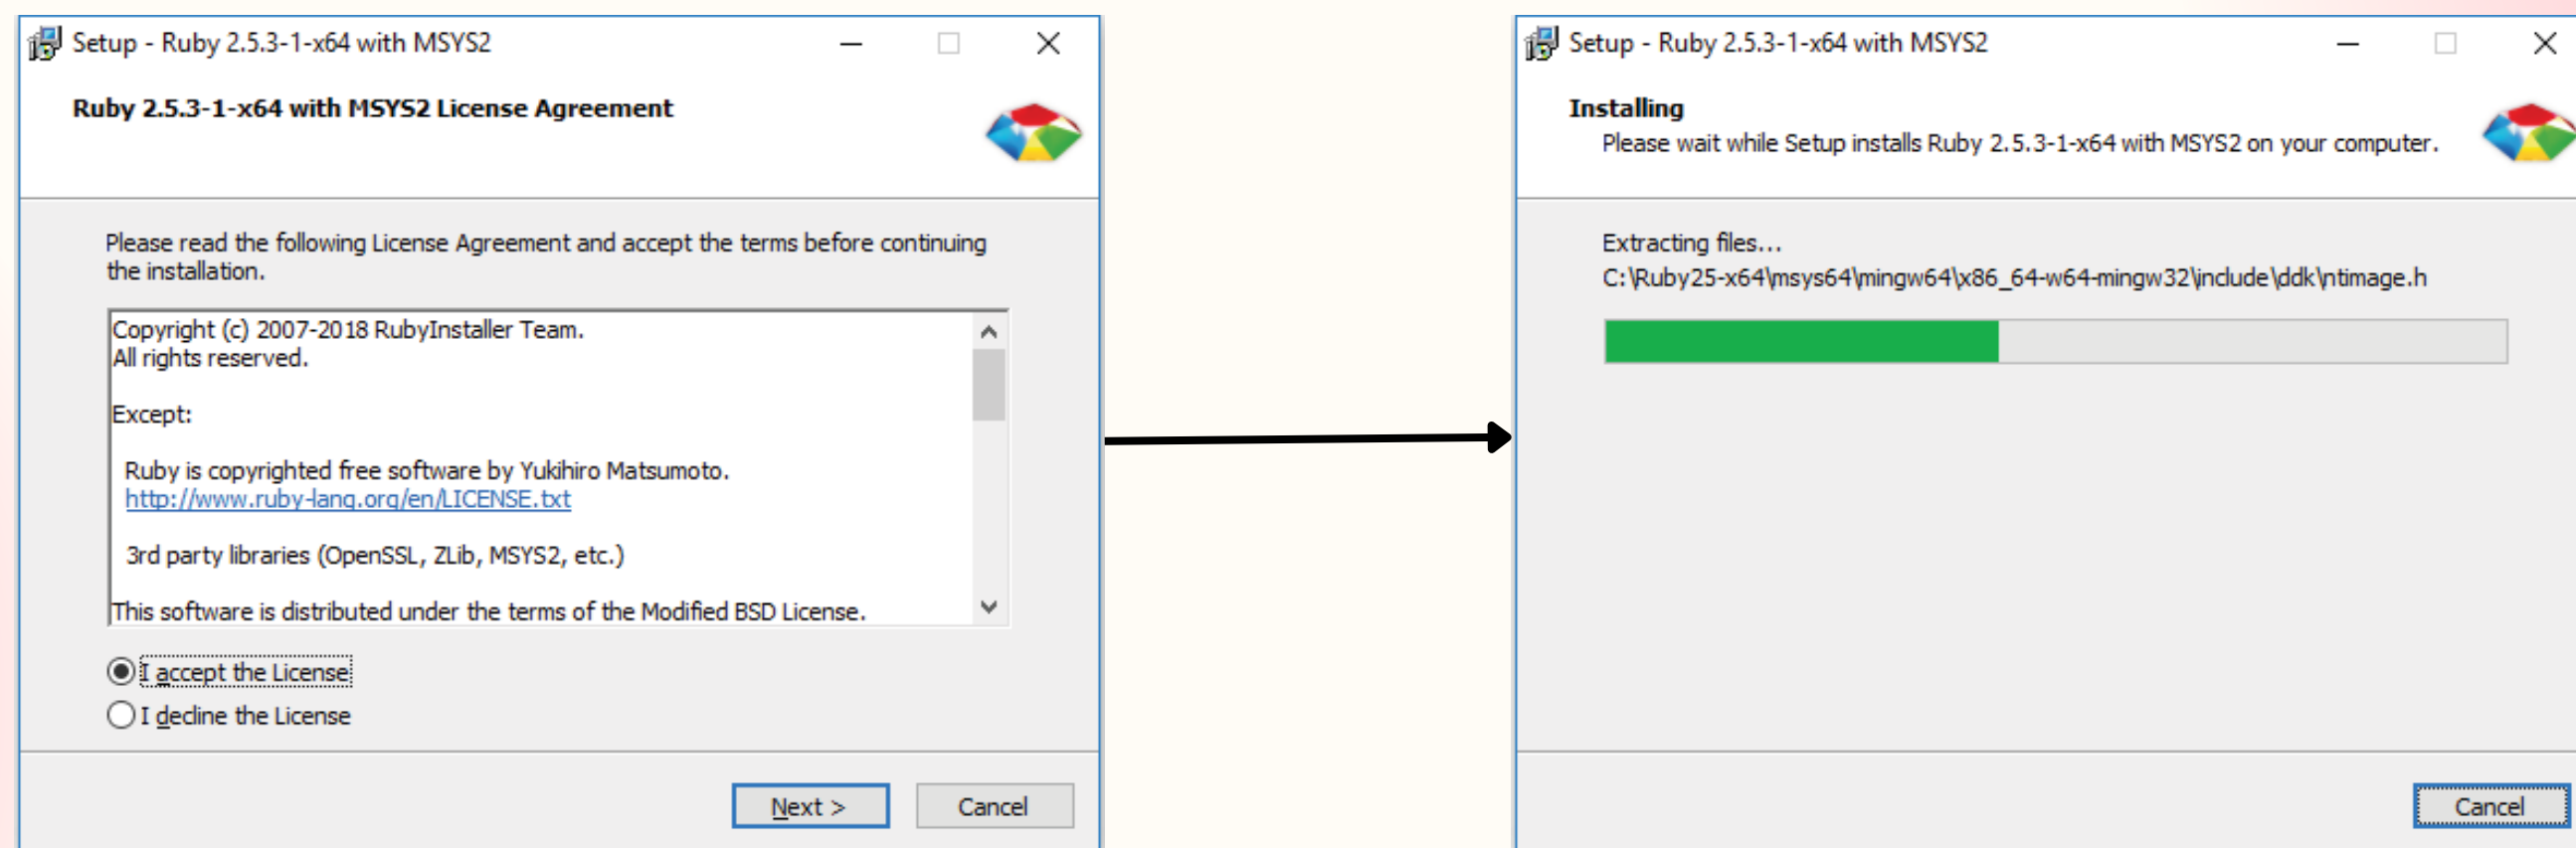 Setup - Ruby 2.5.3-1-x64 with MSYS2
Ruby 2.5.3-1-x64 with MSYS2 License Agreement
Please read the following License Agreement and accept the terms before continuing
the installation.
Copyright (c) 2007-2018 RubyInstaller Team.
All rights reserved.
Except:
Ruby is copyrighted free software by Yukihiro Matsumoto.
http://www.ruby-lang.org/en/LICENSE.txt
3rd party libraries (OpenSSL, ZLib, MSYS2, etc.)
This software is distributed under the terms of the Modified BSD License.
I accept the License
I decline the License
Next >
Cancel
Setup - Ruby 2.5.3-1-x64 with MSYS2
Installing
Please wait while Setup installs Ruby 2.5.3-1-x64 with MSYS2 on your computer.
Extracting files...
C:\Ruby25-x64\msys64\mingw64\x86_64-w64-mingw32\include\ddk\ntimage.h
Cancel